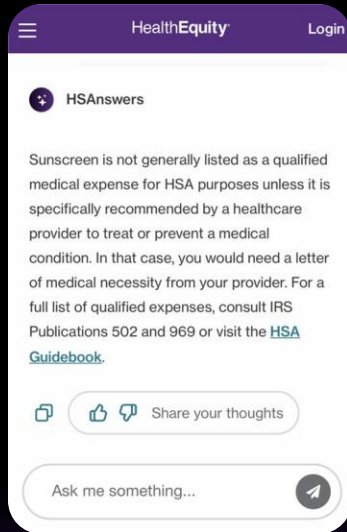 HealthEquity
Login
HSAnswers
Sunscreen is not generally listed as a qualified
medical expense for HSA purposes unless it is
specifically recommended by a healthcare
provider to treat or prevent a medical
condition. In that case, you would need a letter
of medical necessity from your provider. For a
full list of qualified expenses, consult IRS
Publications 502 and 969 or visit the HSA
Guidebook.
Share your thoughts
Ask me something...